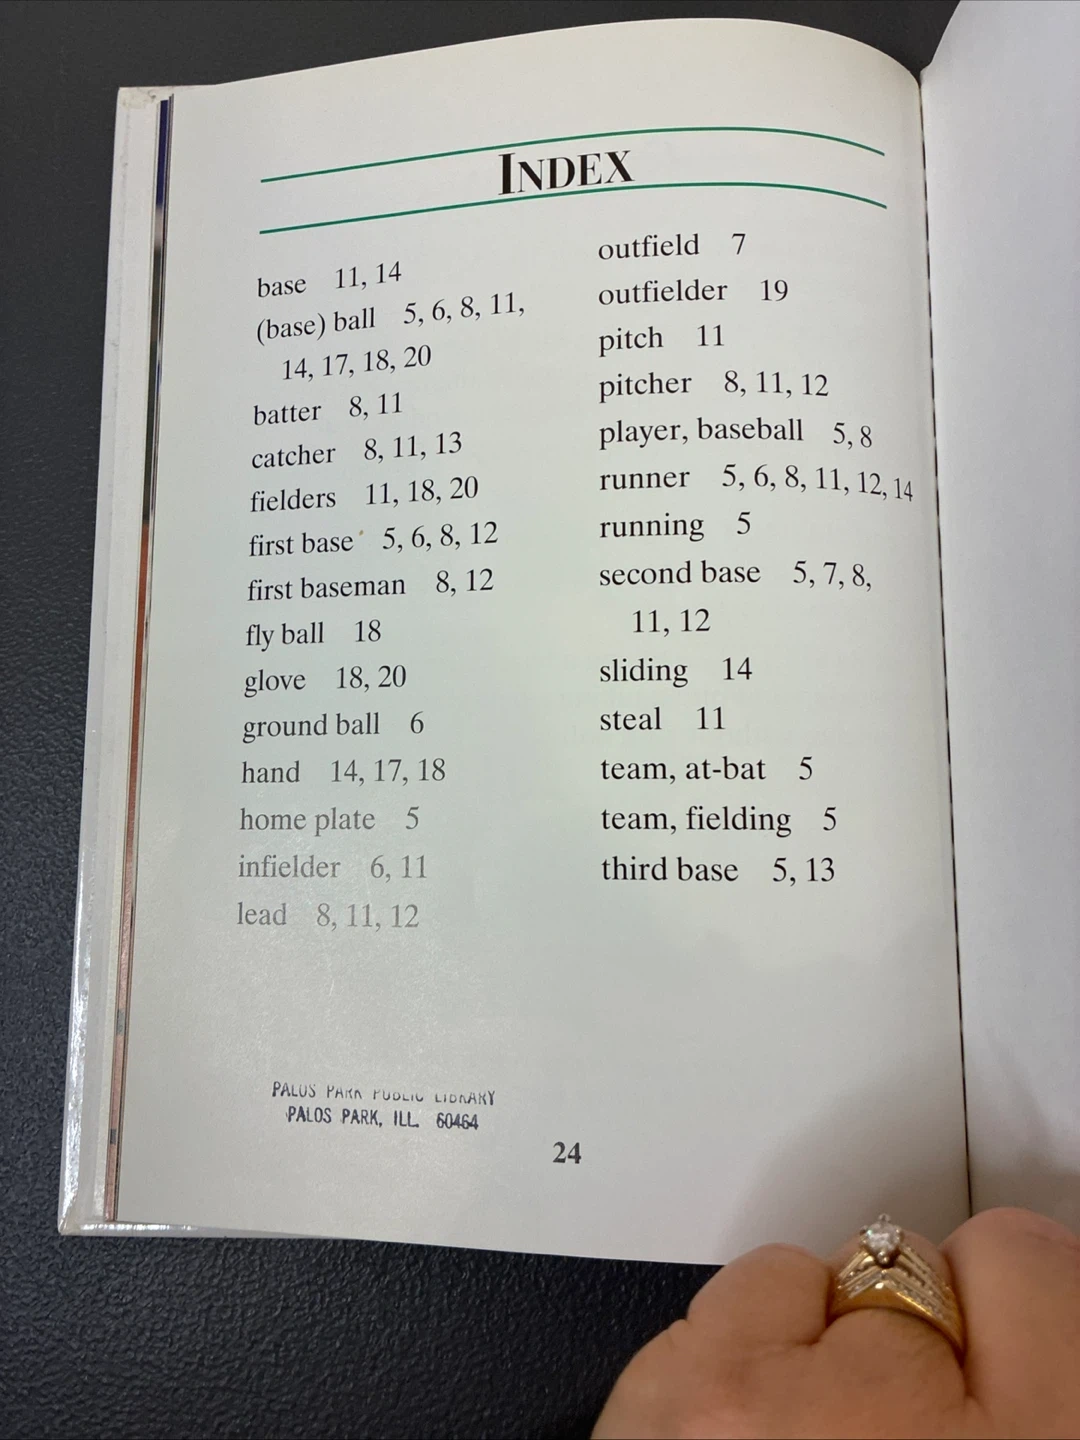 INDEX
base 11, 14
(base) ball 5, 6, 8, 11,
14, 17, 18, 20
batter 8, 11
catcher 8, 11, 13
fielders 11, 18, 20
first base 5, 6, 8, 12
first baseman 8, 12
fly ball 18
glove 18, 20
ground ball 6
hand 14, 17, 18
home plate 5
infielder 6, 11
lead 8, 11, 12
outfield 7
outfielder 19
pitch 11
pitcher 8, 11, 12
player, baseball 5, 8
runner 5, 6, 8, 11, 12, 14
running 5
second base 5, 7, 8,
11, 12
sliding 14
steal 11
team, at-bat 5
team, fielding 5
third base 5, 13
PALOS PARK PUBLIC LIBRARY
PALOS PARK, ILL. 60464
24